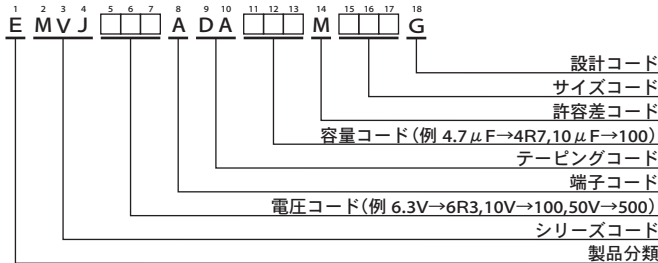 1 2 3 4 5 6 7 8 9 10 11 12 13 14 15 16 17 18
E MVJ □□□ A DA □□□ M □□□ G
設計コード
サイズコード
許容差コード
容量コード（例 4.7μF→4R7,10μF→100）
テーピングコード
端子コード
電圧コード（例 6.3V→6R3,10V→100,50V→500）
シリーズコード
製品分類